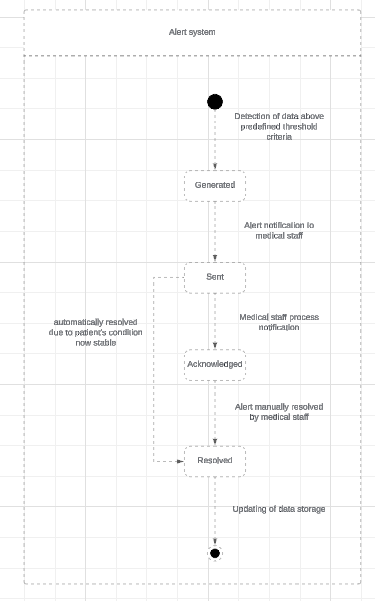 Alert system
Detection of data above
predefined threshold
criteria
Generated
Alert notification to
medical staff
Sent
Medical staff process
notification
automatically resolved
due to patient's condition
now stable
Acknowledged
Alert manually resolved
by medical staff
Resolved
Updating of data storage